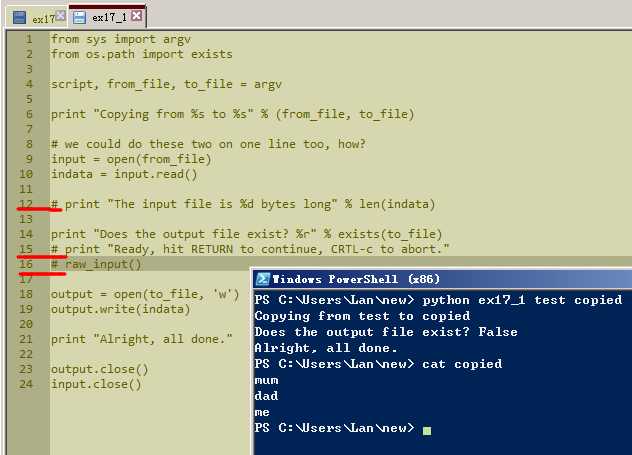 ex17
ex17_1
1 from sys import argv
2 from os.path import exists
3
4 script, from_file, to_file = argv
5
6 print "Copying from %s to %s" % (from_file, to_file)
7
8 # we could do these two on one line too, how?
9 input = open(from_file)
10 indata = input.read()
11
12 # print "The input file is %d bytes long" % len(indata)
13
14 print "Does the output file exist? %r" % exists(to_file)
15 # print "Ready, hit RETURN to continue, CRTL-c to abort."
16 # raw_input()
17
18 output = open(to_file, 'w')
19 output.write(indata)
20
21 print "Alright, all done."
22
23 output.close()
24 input.close()
Windows PowerShell (x86)
PS C:\Users\Lan\new> python ex17_1 test copied
Copying from test to copied
Does the output file exist? False
Alright, all done.
PS C:\Users\Lan\new> cat copied
mum
dad
me
PS C:\Users\Lan\new>